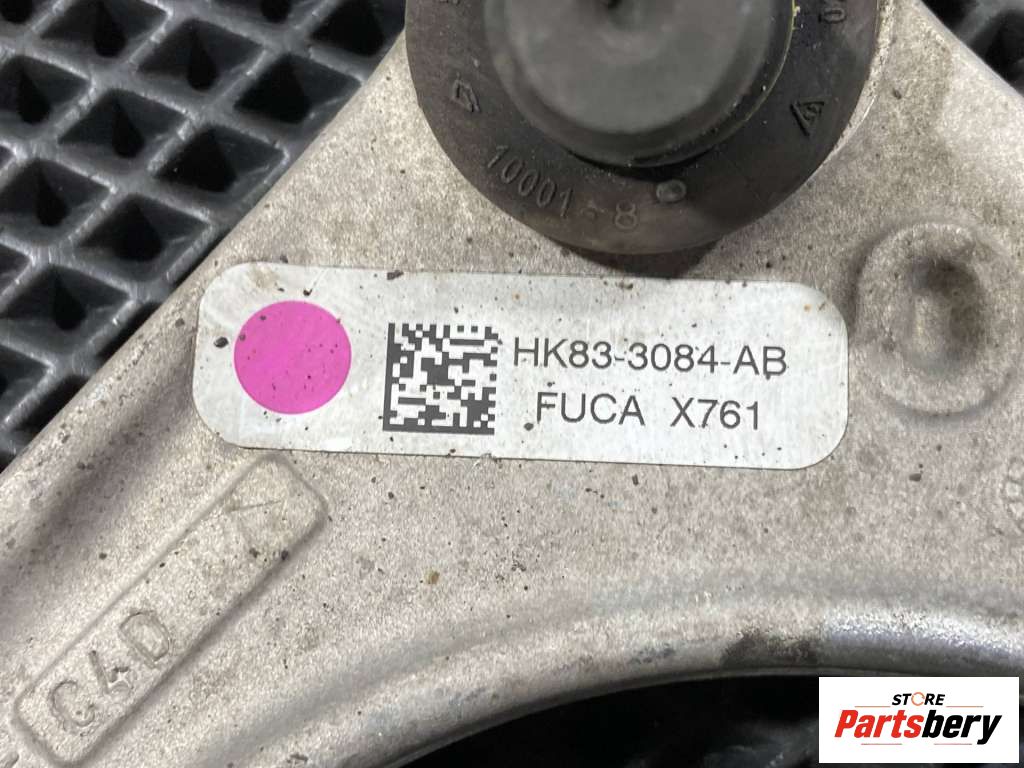 10001-8
HK83-3084-AB
FUCA X761
C4D
STORE
Partsbery